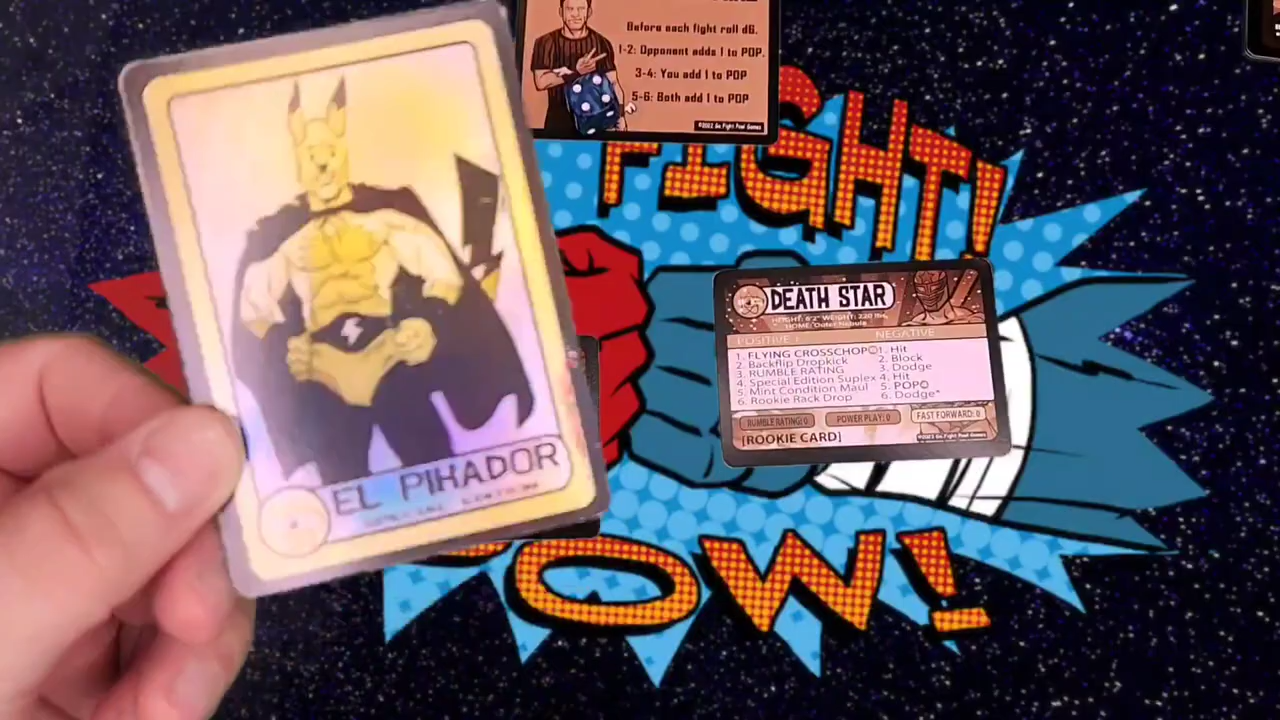 Before each fight roll d6.
1-2: Opponent adds 1 to POP.
3-4: You add 1 to POP
5-6: Both add 1 to POP
©2022 Go Fight Pow! Games
FIGHT!
DEATH STAR
HEIGHT: 6'2" WEIGHT: 220 lbs.
HOME: Outer Nebula
POSITIVE +
NEGATIVE
1. FLYING CROSSCHOP
2. Backflip Dropkick
3. RUMBLE RATING
4. Special Edition Suplex
5. Mint Condition Maul
6. Rookie Rack Drop
1. Hit
2. Block
3. Dodge
4. Hit
5. POP
6. Dodge*
RUMBLE RATING: 0
POWER PLAY: 0
FAST FORWARD: 0
[ROOKIE CARD]
EL PIKADOR
OW!